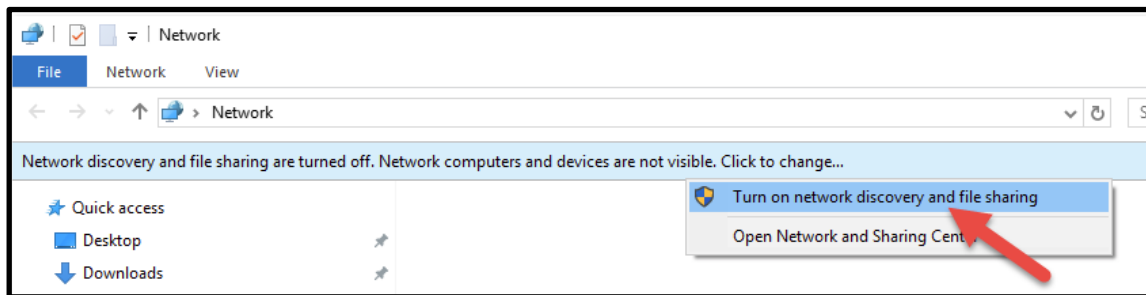 Network
File Network View
Network
Network discovery and file sharing are turned off. Network computers and devices are not visible. Click to change...
Turn on network discovery and file sharing
Open Network and Sharing
Quick access
Desktop
Downloads